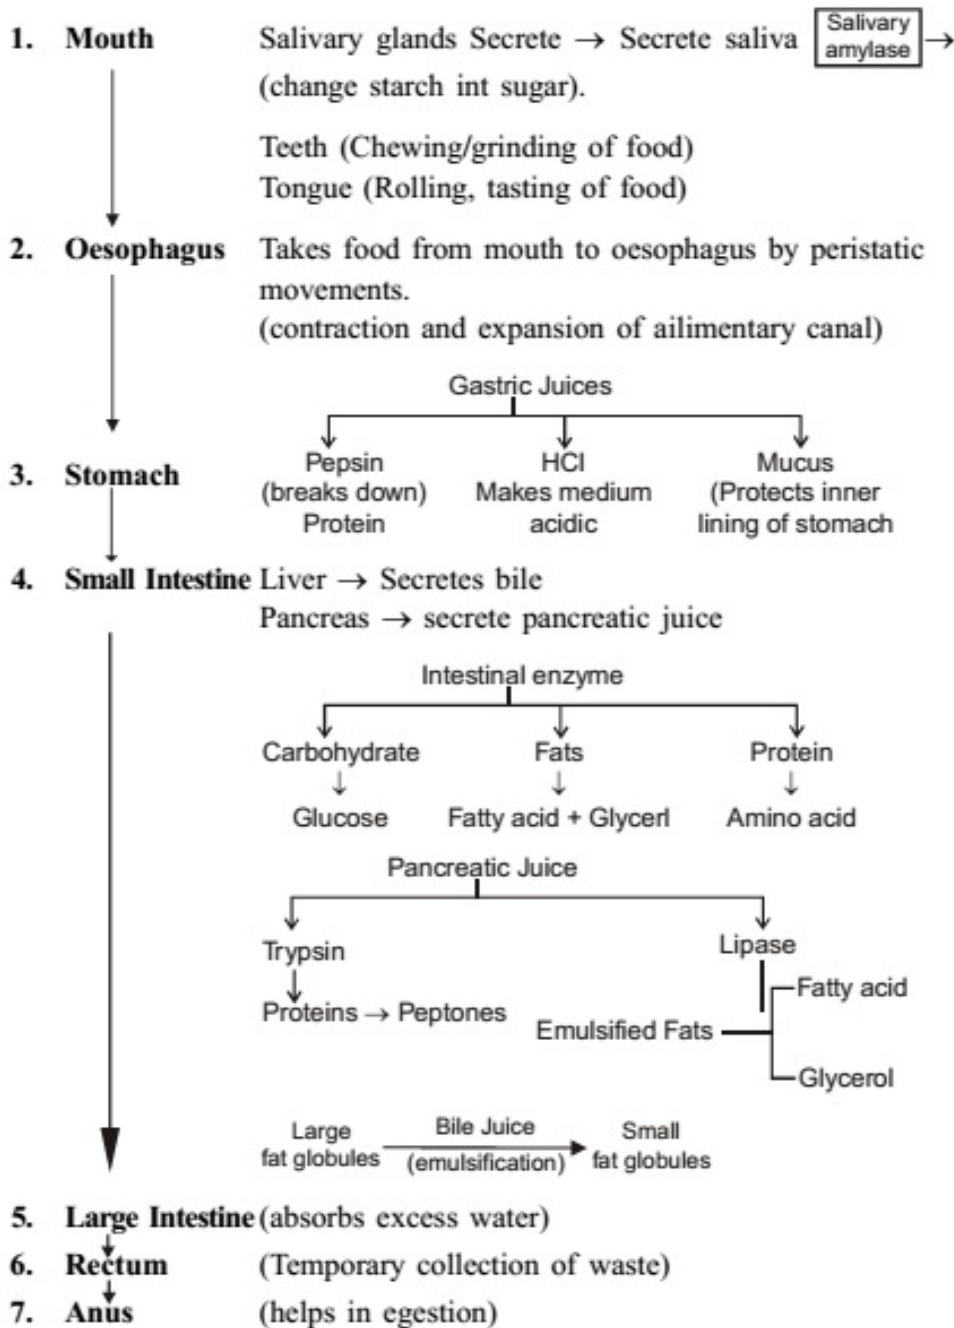 1. Mouth Salivary glands Secrete → Secrete saliva Salivary amylase →
(change starch int sugar).
Teeth (Chewing/grinding of food)
Tongue (Rolling, tasting of food)
2. Oesophagus Takes food from mouth to oesophagus by peristatic
movements.
(contraction and expansion of ailimentary canal)
Gastric Juices
3. Stomach
Pepsin
(breaks down)
Protein
HCl
Makes medium
acidic
Mucus
(Protects inner
lining of stomach
4. Small Intestine Liver → Secretes bile
Pancreas → secrete pancreatic juice
Intestinal enzyme
Carbohydrate Fats Protein
↓ ↓ ↓
Glucose Fatty acid + Glycerl Amino acid
Pancreatic Juice
Trypsin Lipase
Proteins → Peptones
Emulsified Fats
Fatty acid
Glycerol
Large
fat globules
Bile Juice
(emulsification)
Small
fat globules
5. Large Intestine (absorbs excess water)
6. Rectum (Temporary collection of waste)
7. Anus (helps in egestion)